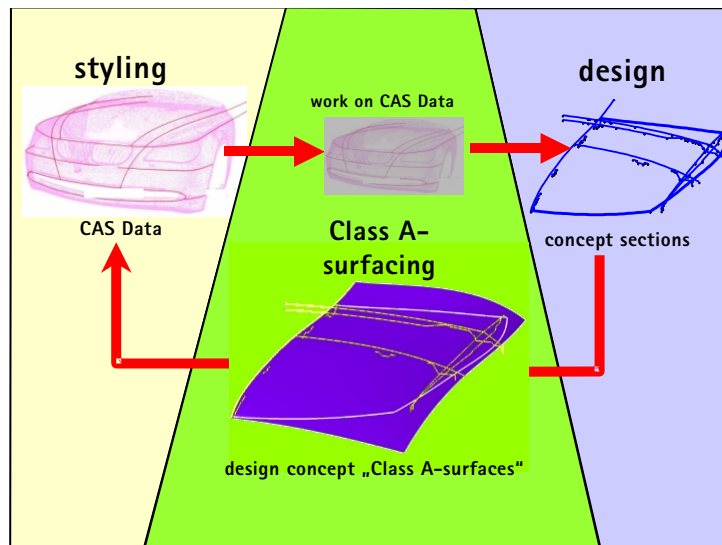 styling
work on CAS Data
design
CAS Data
Class A-
surfacing
concept sections
design concept „Class A-surfaces“